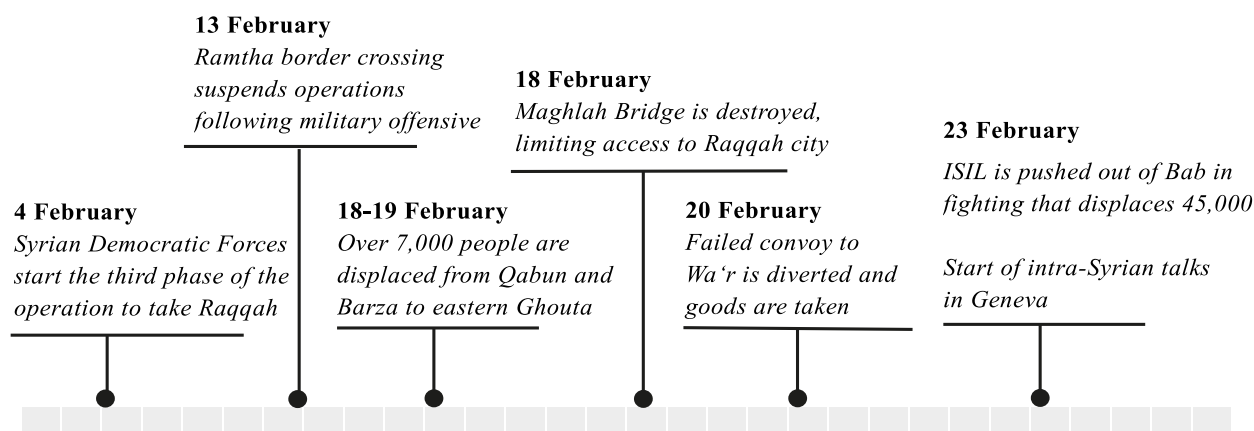 4 February
Syrian Democratic Forces
start the third phase of the
operation to take Raqqah
13 February
Ramtha border crossing
suspends operations
following military offensive
18-19 February
Over 7,000 people are
displaced from Qabun and
Barza to eastern Ghouta
18 February
Maghlah Bridge is destroyed,
limiting access to Raqqah city
20 February
Failed convoy to
Wa‘r is diverted and
goods are taken
23 February
ISIL is pushed out of Bab in
fighting that displaces 45,000
Start of intra-Syrian talks
in Geneva